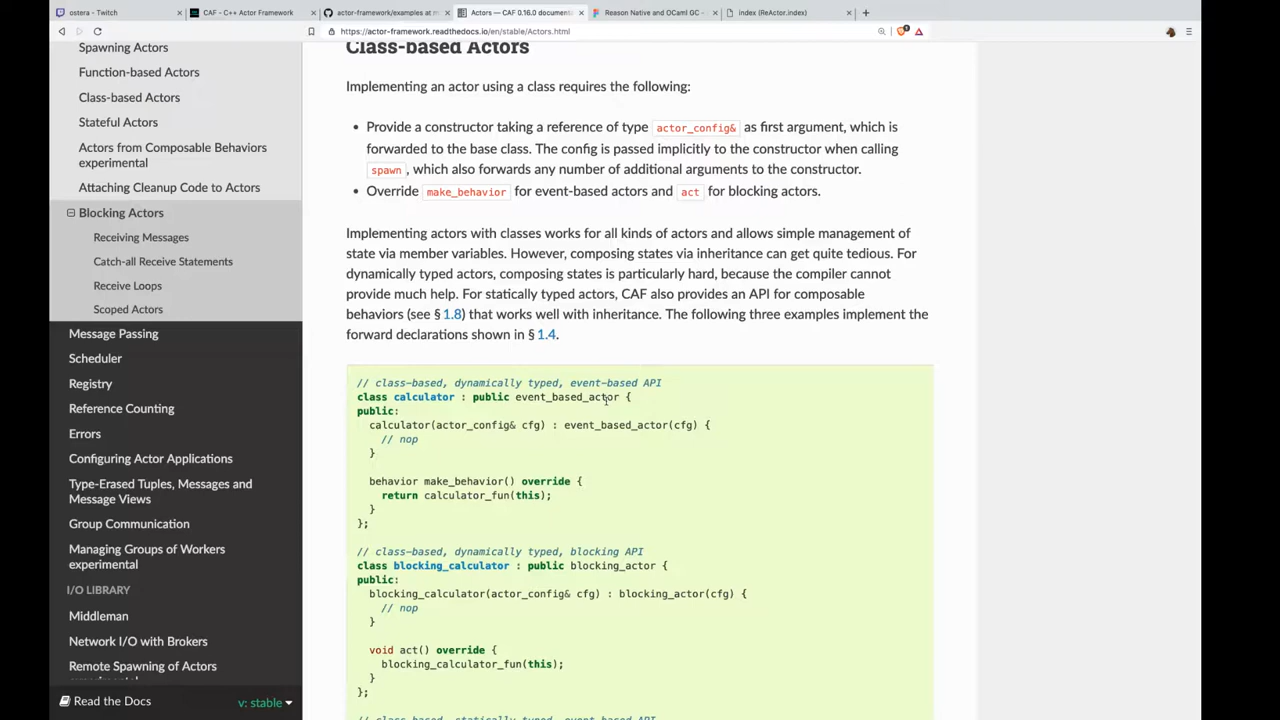 ostera - Twitch
CAF - C++ Actor Framework
actor-framework/examples at m
Actors — CAF 0.16.0 documenta
Reason Native and OCaml GC -
index (ReActor.index)
https://actor-framework.readthedocs.io/en/stable/Actors.html
Spawning Actors
Function-based Actors
Class-based Actors
Stateful Actors
Actors from Composable Behaviors
experimental
Attaching Cleanup Code to Actors
Blocking Actors
Receiving Messages
Catch-all Receive Statements
Receive Loops
Scoped Actors
Message Passing
Scheduler
Registry
Reference Counting
Errors
Configuring Actor Applications
Type-Erased Tuples, Messages and
Message Views
Group Communication
Managing Groups of Workers
experimental
I/O LIBRARY
Middleman
Network I/O with Brokers
Remote Spawning of Actors
experimental
Read the Docs
v: stable
Class-based Actors
Implementing an actor using a class requires the following:
• Provide a constructor taking a reference of type actor_config& as first argument, which is
forwarded to the base class. The config is passed implicitly to the constructor when calling
spawn, which also forwards any number of additional arguments to the constructor.
• Override make_behavior for event-based actors and act for blocking actors.
Implementing actors with classes works for all kinds of actors and allows simple management of
state via member variables. However, composing states via inheritance can get quite tedious. For
dynamically typed actors, composing states is particularly hard, because the compiler cannot
provide much help. For statically typed actors, CAF also provides an API for composable
behaviors (see § 1.8) that works well with inheritance. The following three examples implement the
forward declarations shown in § 1.4.
// class-based, dynamically typed, event-based API
class calculator : public event_based_actor {
public:
calculator(actor_config& cfg) : event_based_actor(cfg) {
// nop
}
behavior make_behavior() override {
return calculator_fun(this);
}
};
// class-based, dynamically typed, blocking API
class blocking_calculator : public blocking_actor {
public:
blocking_calculator(actor_config& cfg) : blocking_actor(cfg) {
// nop
}
void act() override {
blocking_calculator_fun(this);
}
};
// class-based, statically typed, event-based API